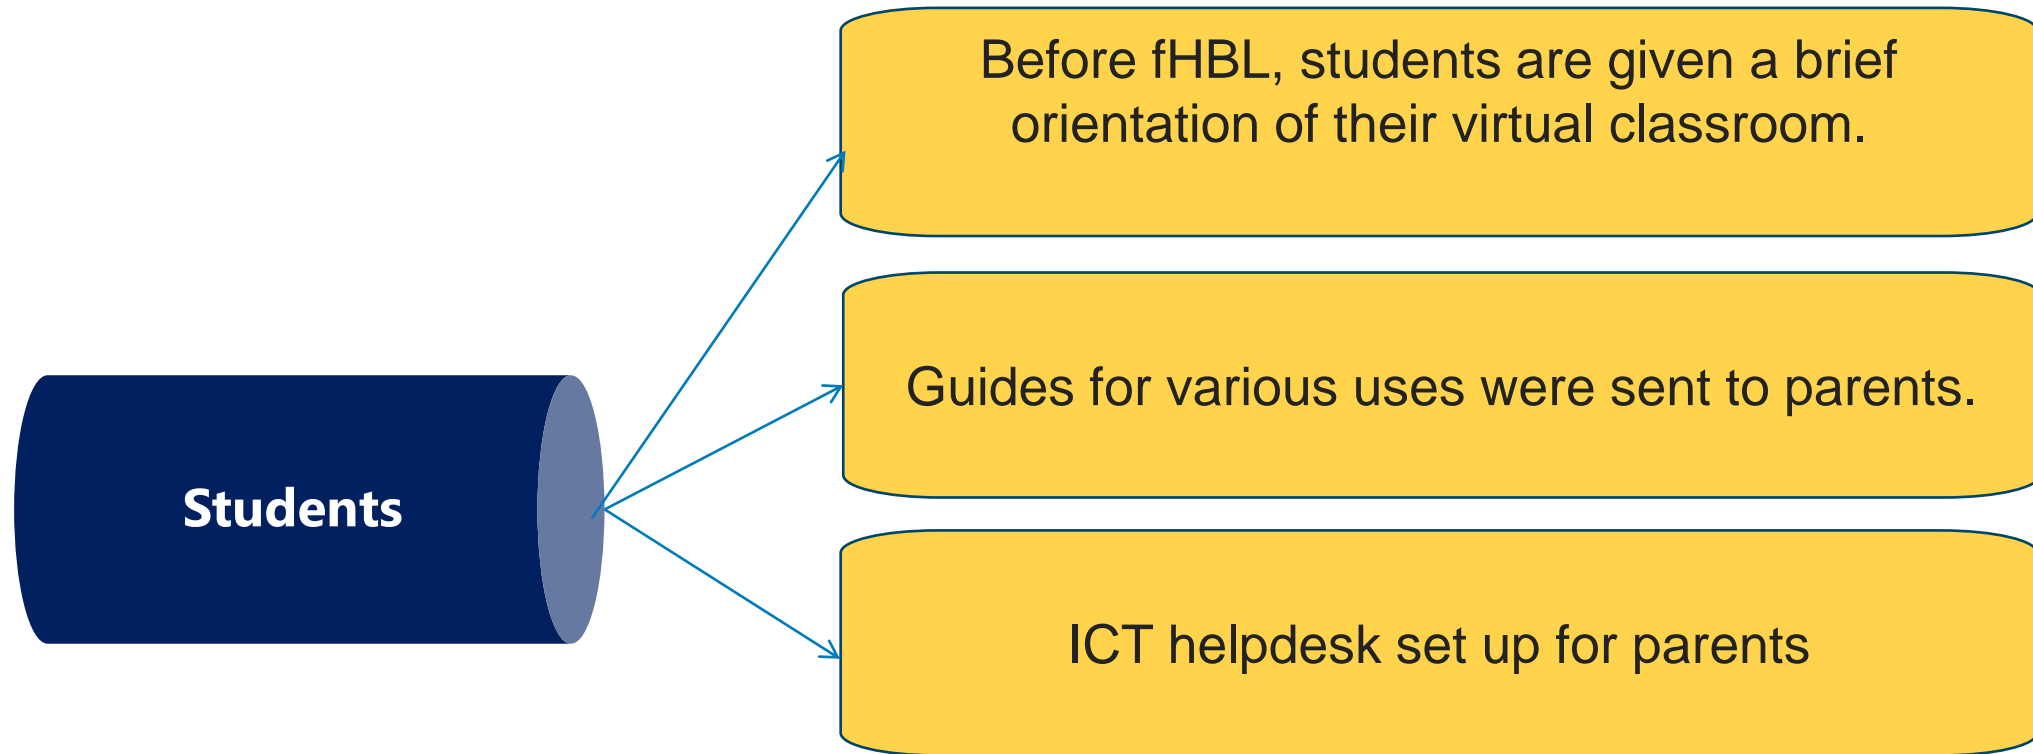 Before fHBL, students are given a brief
orientation of their virtual classroom.
Guides for various uses were sent to parents.
Students
ICT helpdesk set up for parents